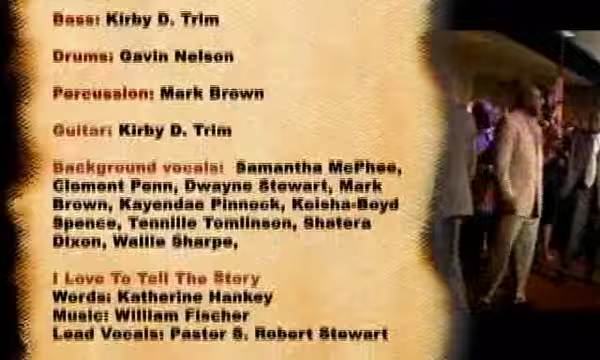 Bass: Kirby D. Trim
Drums: Gavin Nelson
Percussion: Mark Brown
Guitar: Kirby D. Trim
Background vocals: Samantha McPhee,
Clement Penn, Dwayne Stewart, Mark
Brown, Kayendae Pinnock, Keisha-Boyd
Spence, Tennille Tomlinson, Shatera
Dixon, Wallie Sharpe,
I Love To Tell The Story
Words: Katherine Hankey
Music: William Fischer
Lead Vocals: Pastor S. Robert Stewart